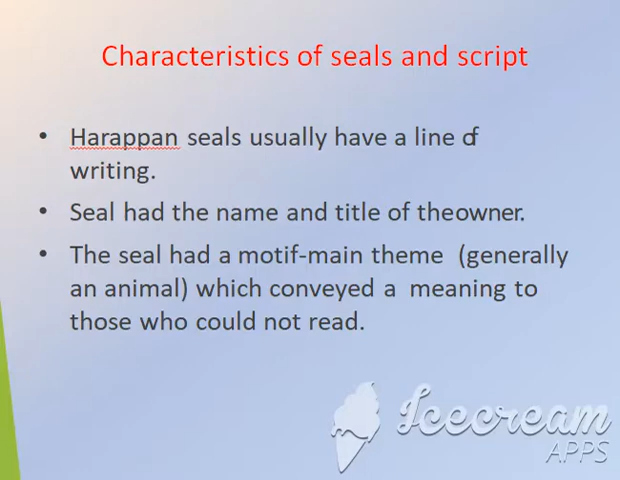 Characteristics of seals and script
• Harappan seals usually have a line of
writing.
• Seal had the name and title of theowner.
• The seal had a motif-main theme (generally
an animal) which conveyed a meaning to
those who could not read.
Icecream
APPS